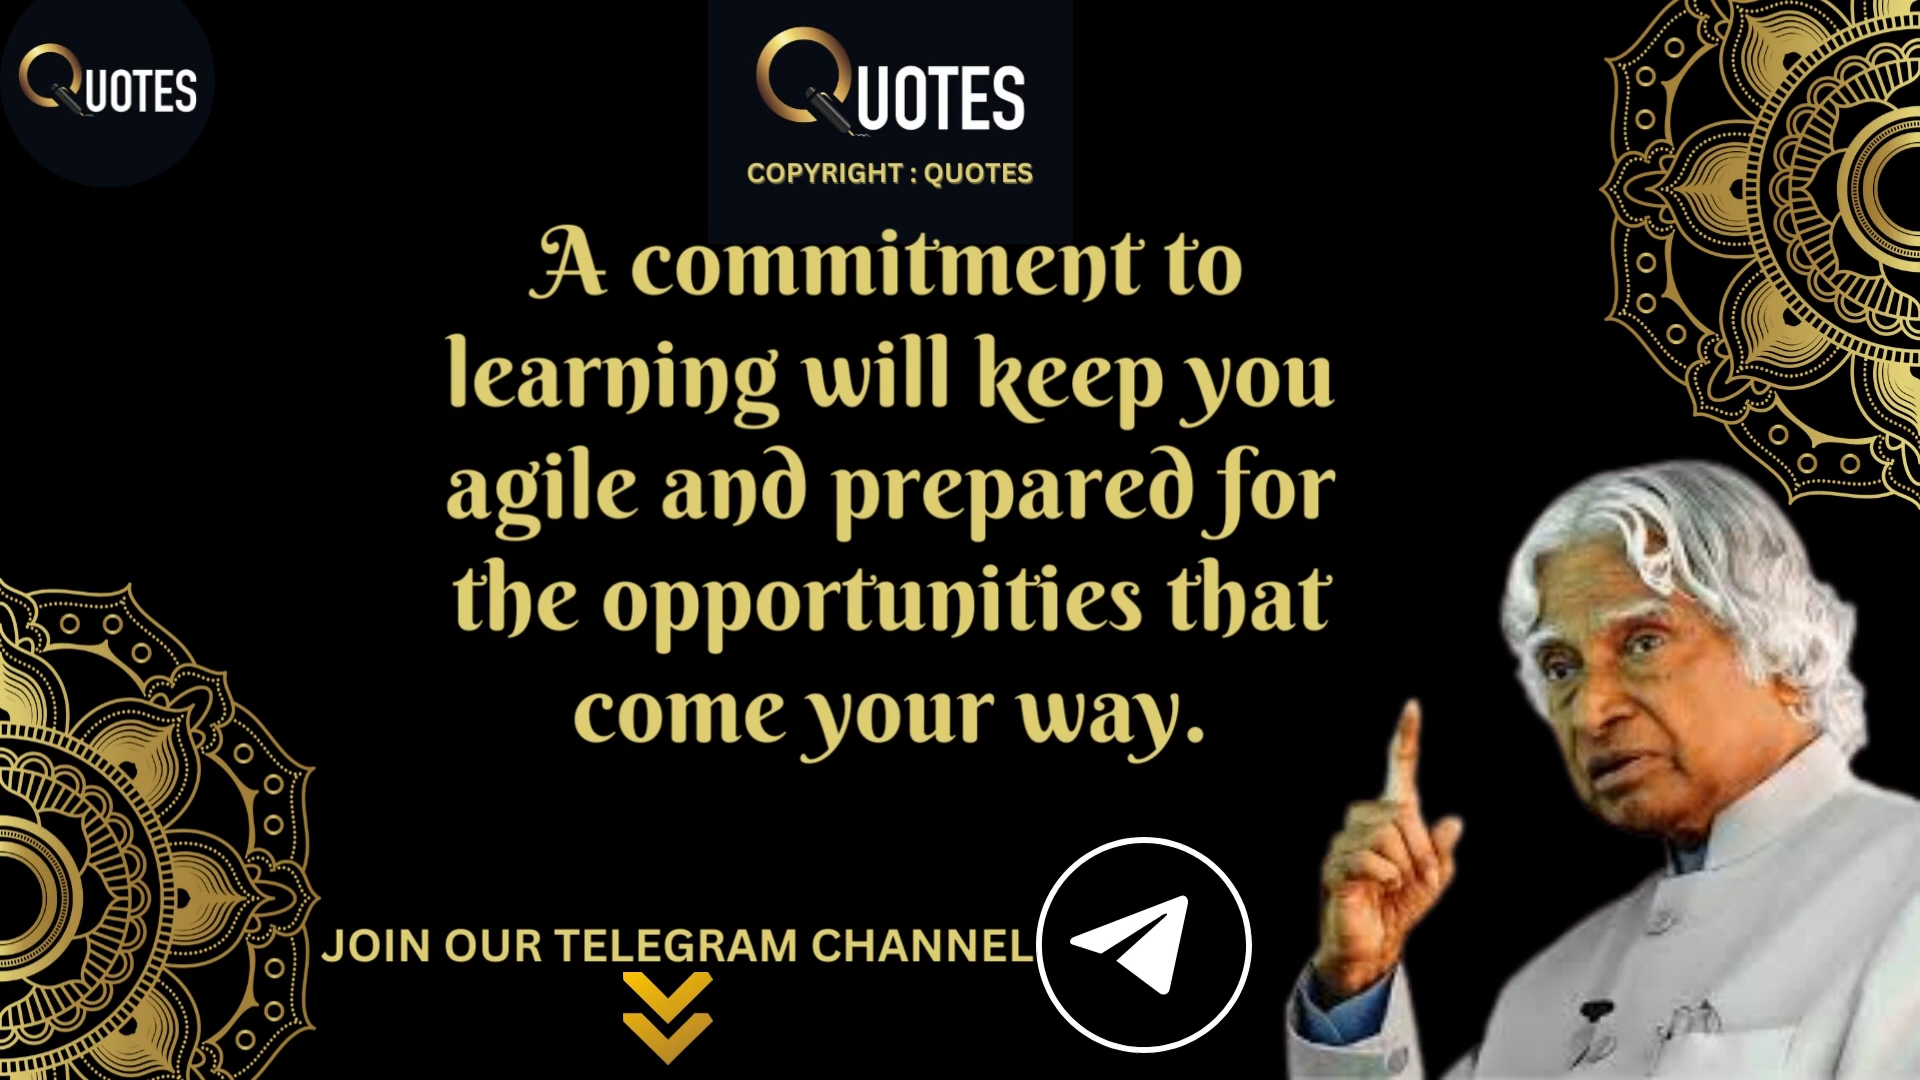 QUOTES
QUOTES
COPYRIGHT : QUOTES
A commitment to
learning will keep you
agile and prepared for
the opportunities that
come your way.
JOIN OUR TELEGRAM CHANNEL